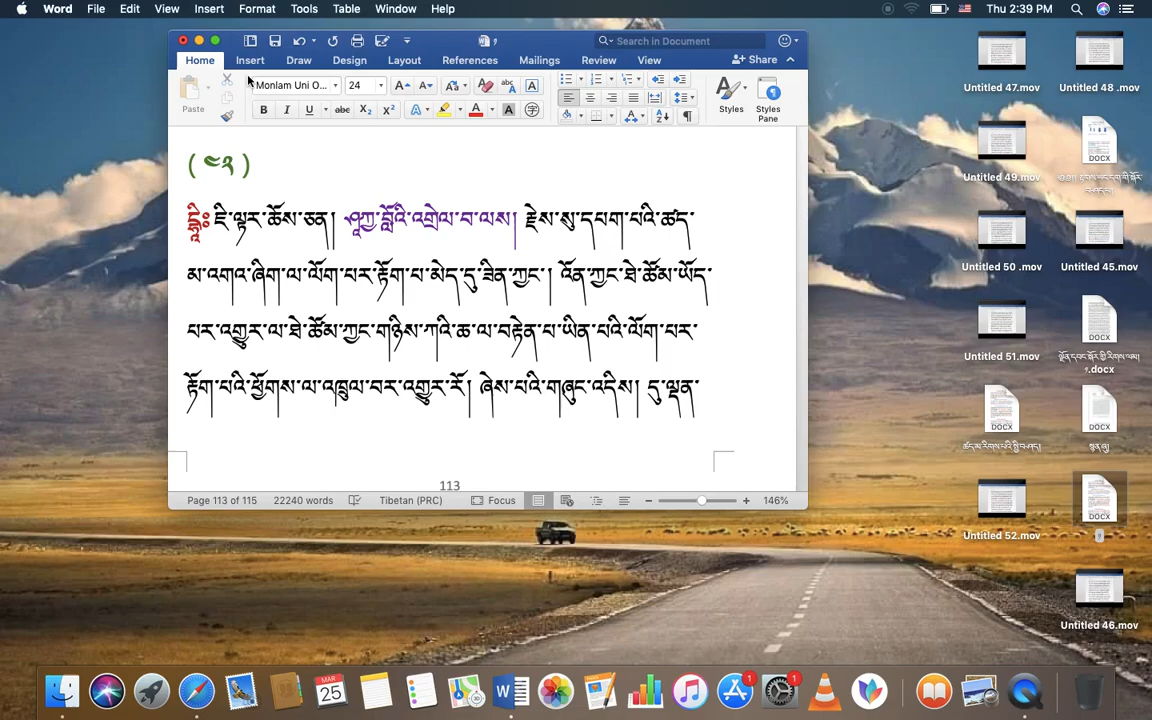 Word File Edit View Insert Format Tools Table Window Help Thu 2:39 PM
Search in Document
Home Insert Draw Design Layout References Mailings Review View Share
Paste Monlam Uni O... 24 Styles Styles Pane
( ༤༢ )
ཇི་ལྟར་ཆོས་ཅན། ཤཱཀྱ་བློའི་འགྲེལ་བ་ལས། རྗེས་སུ་དཔག་པའི་ཚད་
མ་འགའ་ཞིག་ལ་ལོག་པར་རྟོག་པ་མེད་དུ་ཟིན་ཀྱང་། འོན་ཀྱང་ཐེ་ཚོམ་ཡོད་
པར་འགྱུར་ལ་ཐེ་ཚོམ་ཀྱང་གཉིས་ཀའི་ཆ་ལ་བརྟེན་པ་ཡིན་པའི་ལོག་པར་
རྟོག་པའི་ཕྱོགས་ལ་འཁྲུལ་བར་འགྱུར་རོ། ཞེས་པའི་གཞུང་འདིས། དུ་ལྡན་
113
Page 113 of 115 22240 words Tibetan (PRC) Focus 146%
Untitled 47.mov Untitled 48 .mov
Untitled 49.mov
DOCX
Untitled 50 .mov Untitled 45.mov
DOCX
Untitled 51.mov
༡.docx
DOCX DOCX
DOCX
Untitled 52.mov
Untitled 46.mov
MAR
25